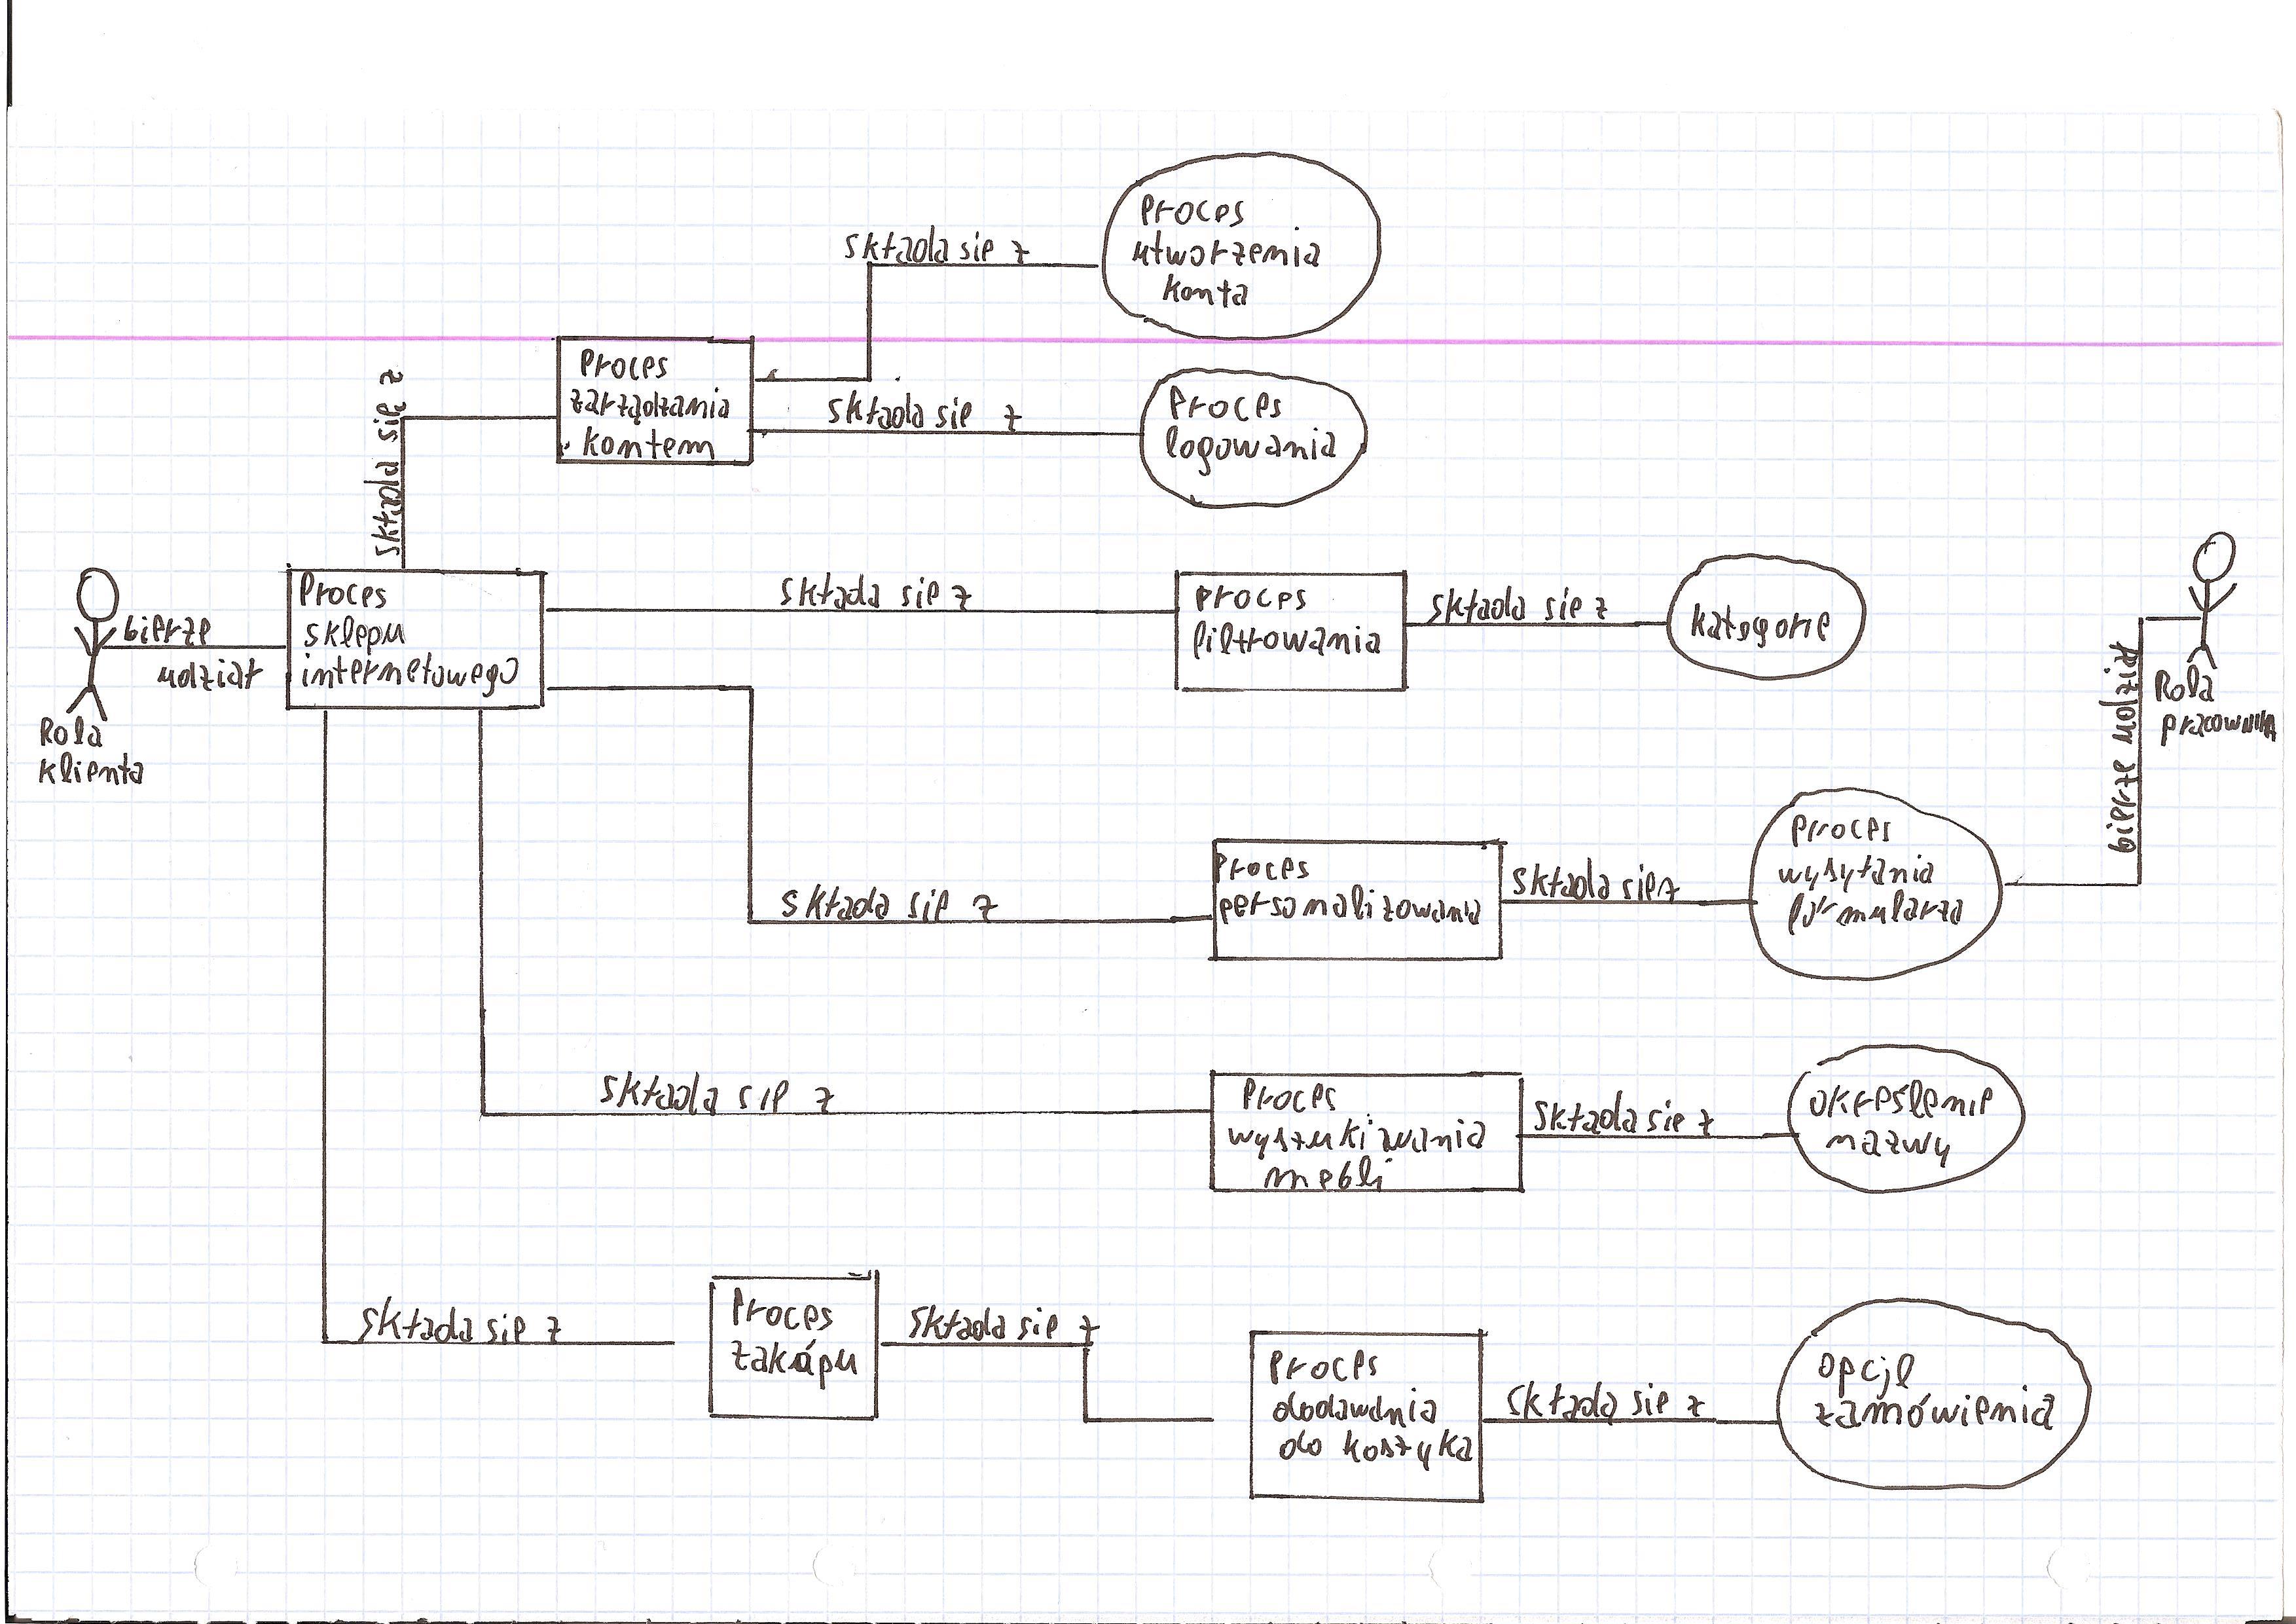 Proces
utworzenia
konta
składa się z
Proces
zarządzania
kontem
składa się z
Proces
logowania
składa się z
Rola
klienta
bierze
udział
Proces
sklepu
internetowego
składa się z
Proces
filtrowania
składa się z
kategorie
Rola
pracownika
bierze udział
składa się z
Proces
personalizowania
składa się z
Proces
wysyłania
formularza
składa się z
Proces
wyszukiwania
mebli
składa się z
określenie
nazwy
składa się z
Proces
zakupu
składa się z
Proces
dodawania
do koszyka
składa się z
opcje
zamówienia